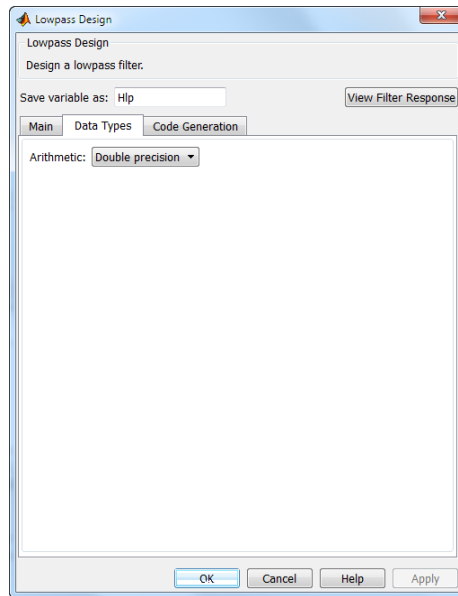 Lowpass Design
Lowpass Design
Design a lowpass filter.
Save variable as: Hlp View Filter Response
Main Data Types Code Generation
Arithmetic: Double precision
OK Cancel Help Apply